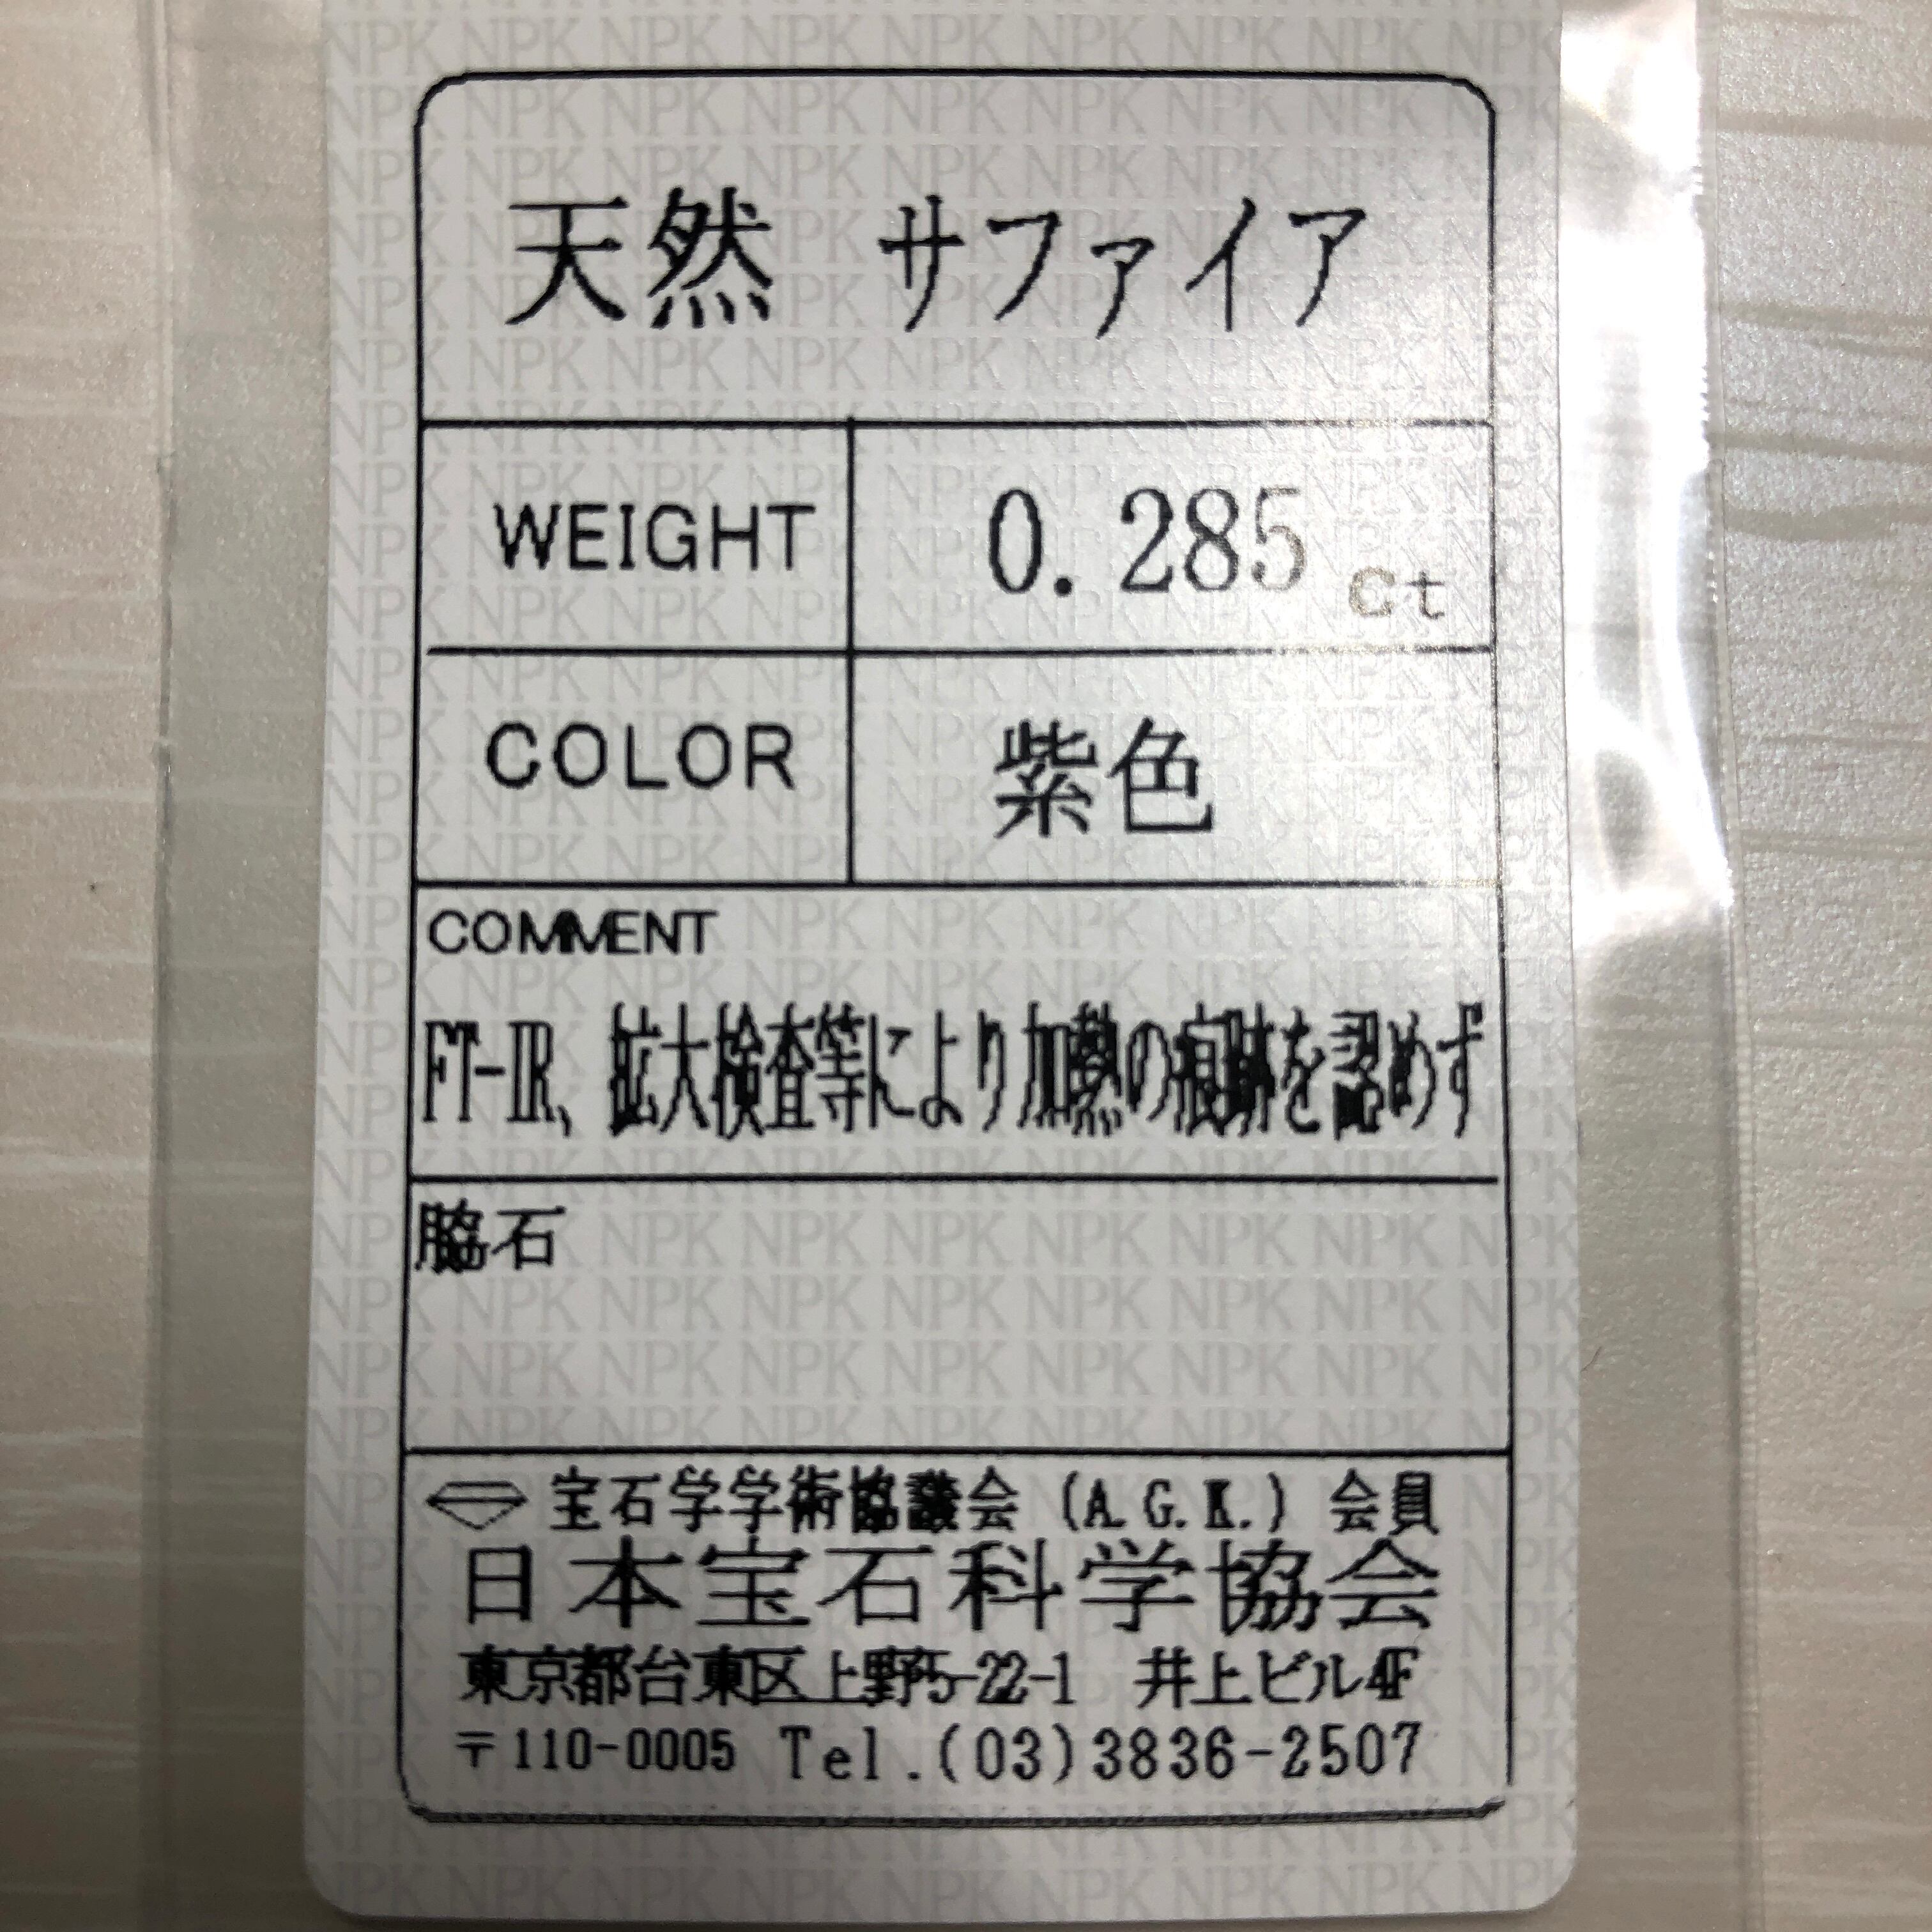 天然 サファイア
WEIGHT 0.285 ct
COLOR 紫色
COMMENT
FT-IR、拡大検査等により加熱の痕跡を認めず
脇石
宝石学学術協議会 (A.G.K.) 会員
日本宝石科学協会
東京都台東区上野5-22-1 井上ビル4F
〒110-0005 Tel.(03)3836-2507